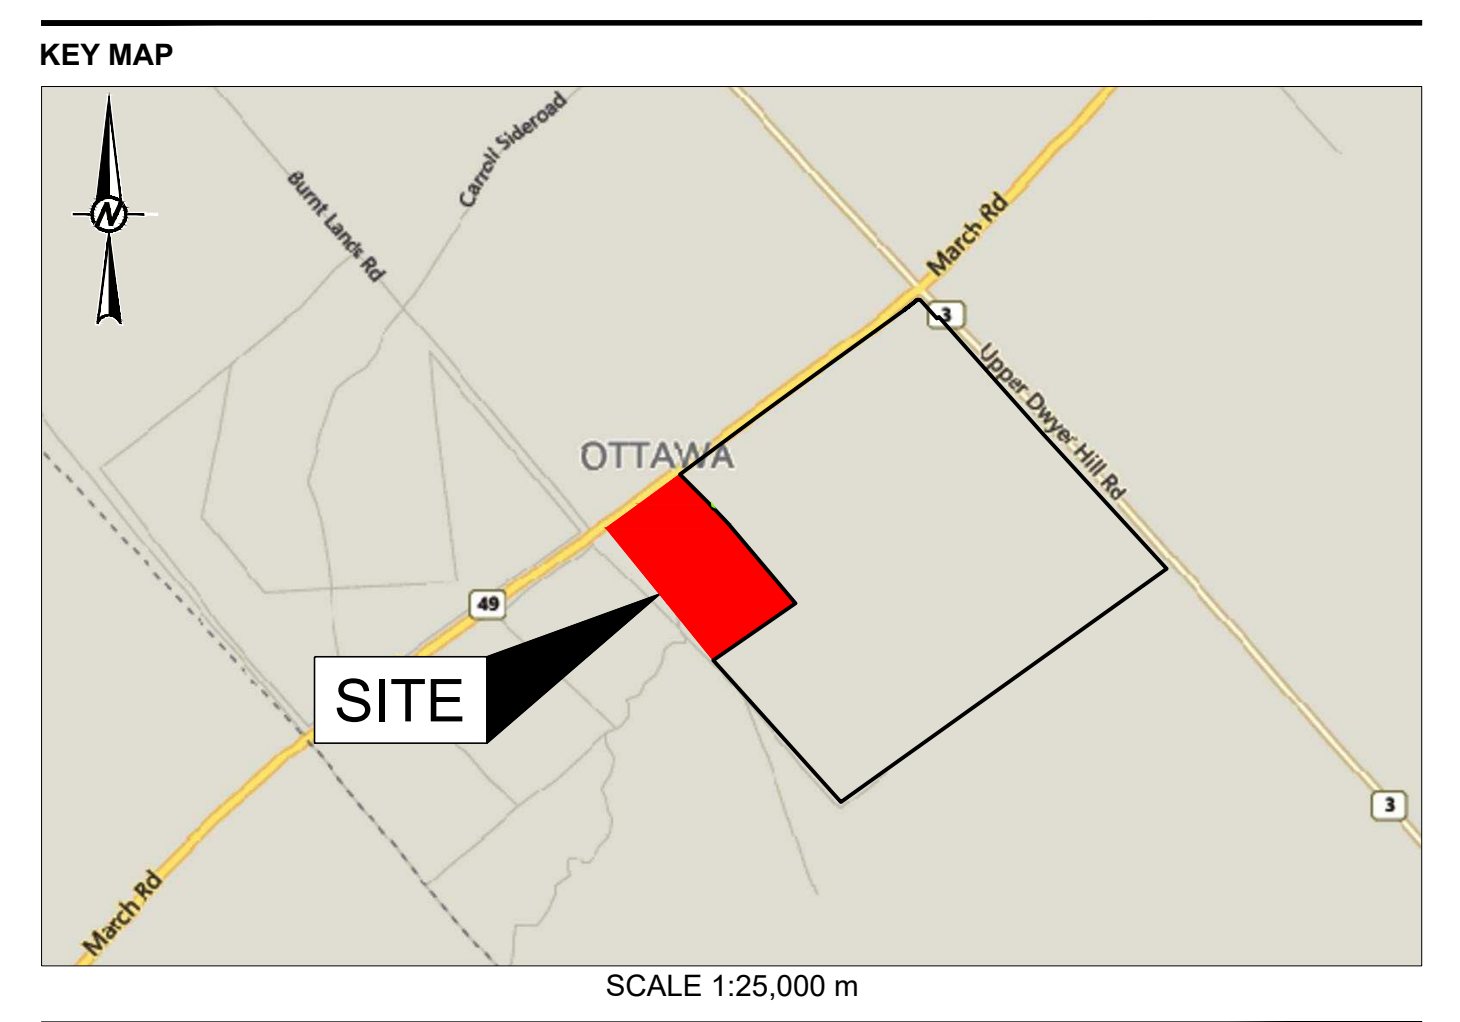 KEY MAP
N
Carroll Sideroad
Burnt Lands Rd
March Rd
3
Upper Dwyer Hill Rd
OTTAWA
49
SITE
3
March Rd
SCALE 1:25,000 m